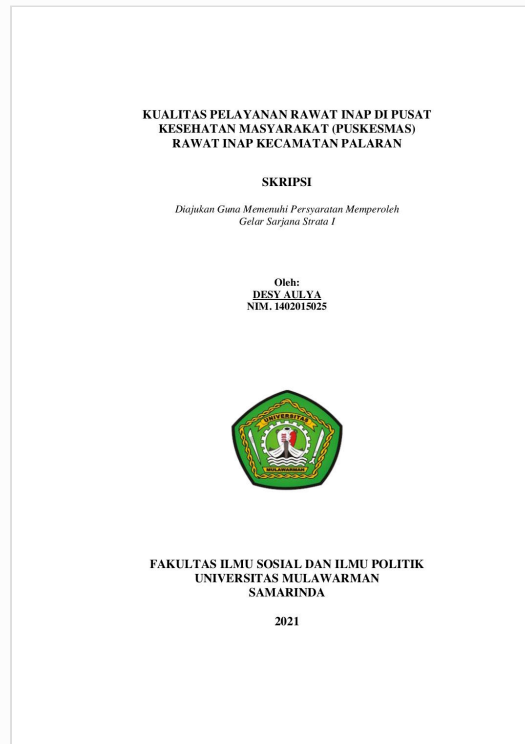 KUALITAS PELAYANAN RAWAT INAP DI PUSAT
KESEHATAN MASYARAKAT (PUSKESMAS)
RAWAT INAP KECAMATAN PALARAN
SKRIPSI
Diajukan Guna Memenuhi Persyaratan Memperoleh
Gelar Sarjana Strata I
Oleh:
DESY AULYA
NIM. 1402015025
UNIVERSITAS
MULAWARMAN
FAKULTAS ILMU SOSIAL DAN ILMU POLITIK
UNIVERSITAS MULAWARMAN
SAMARINDA
2021